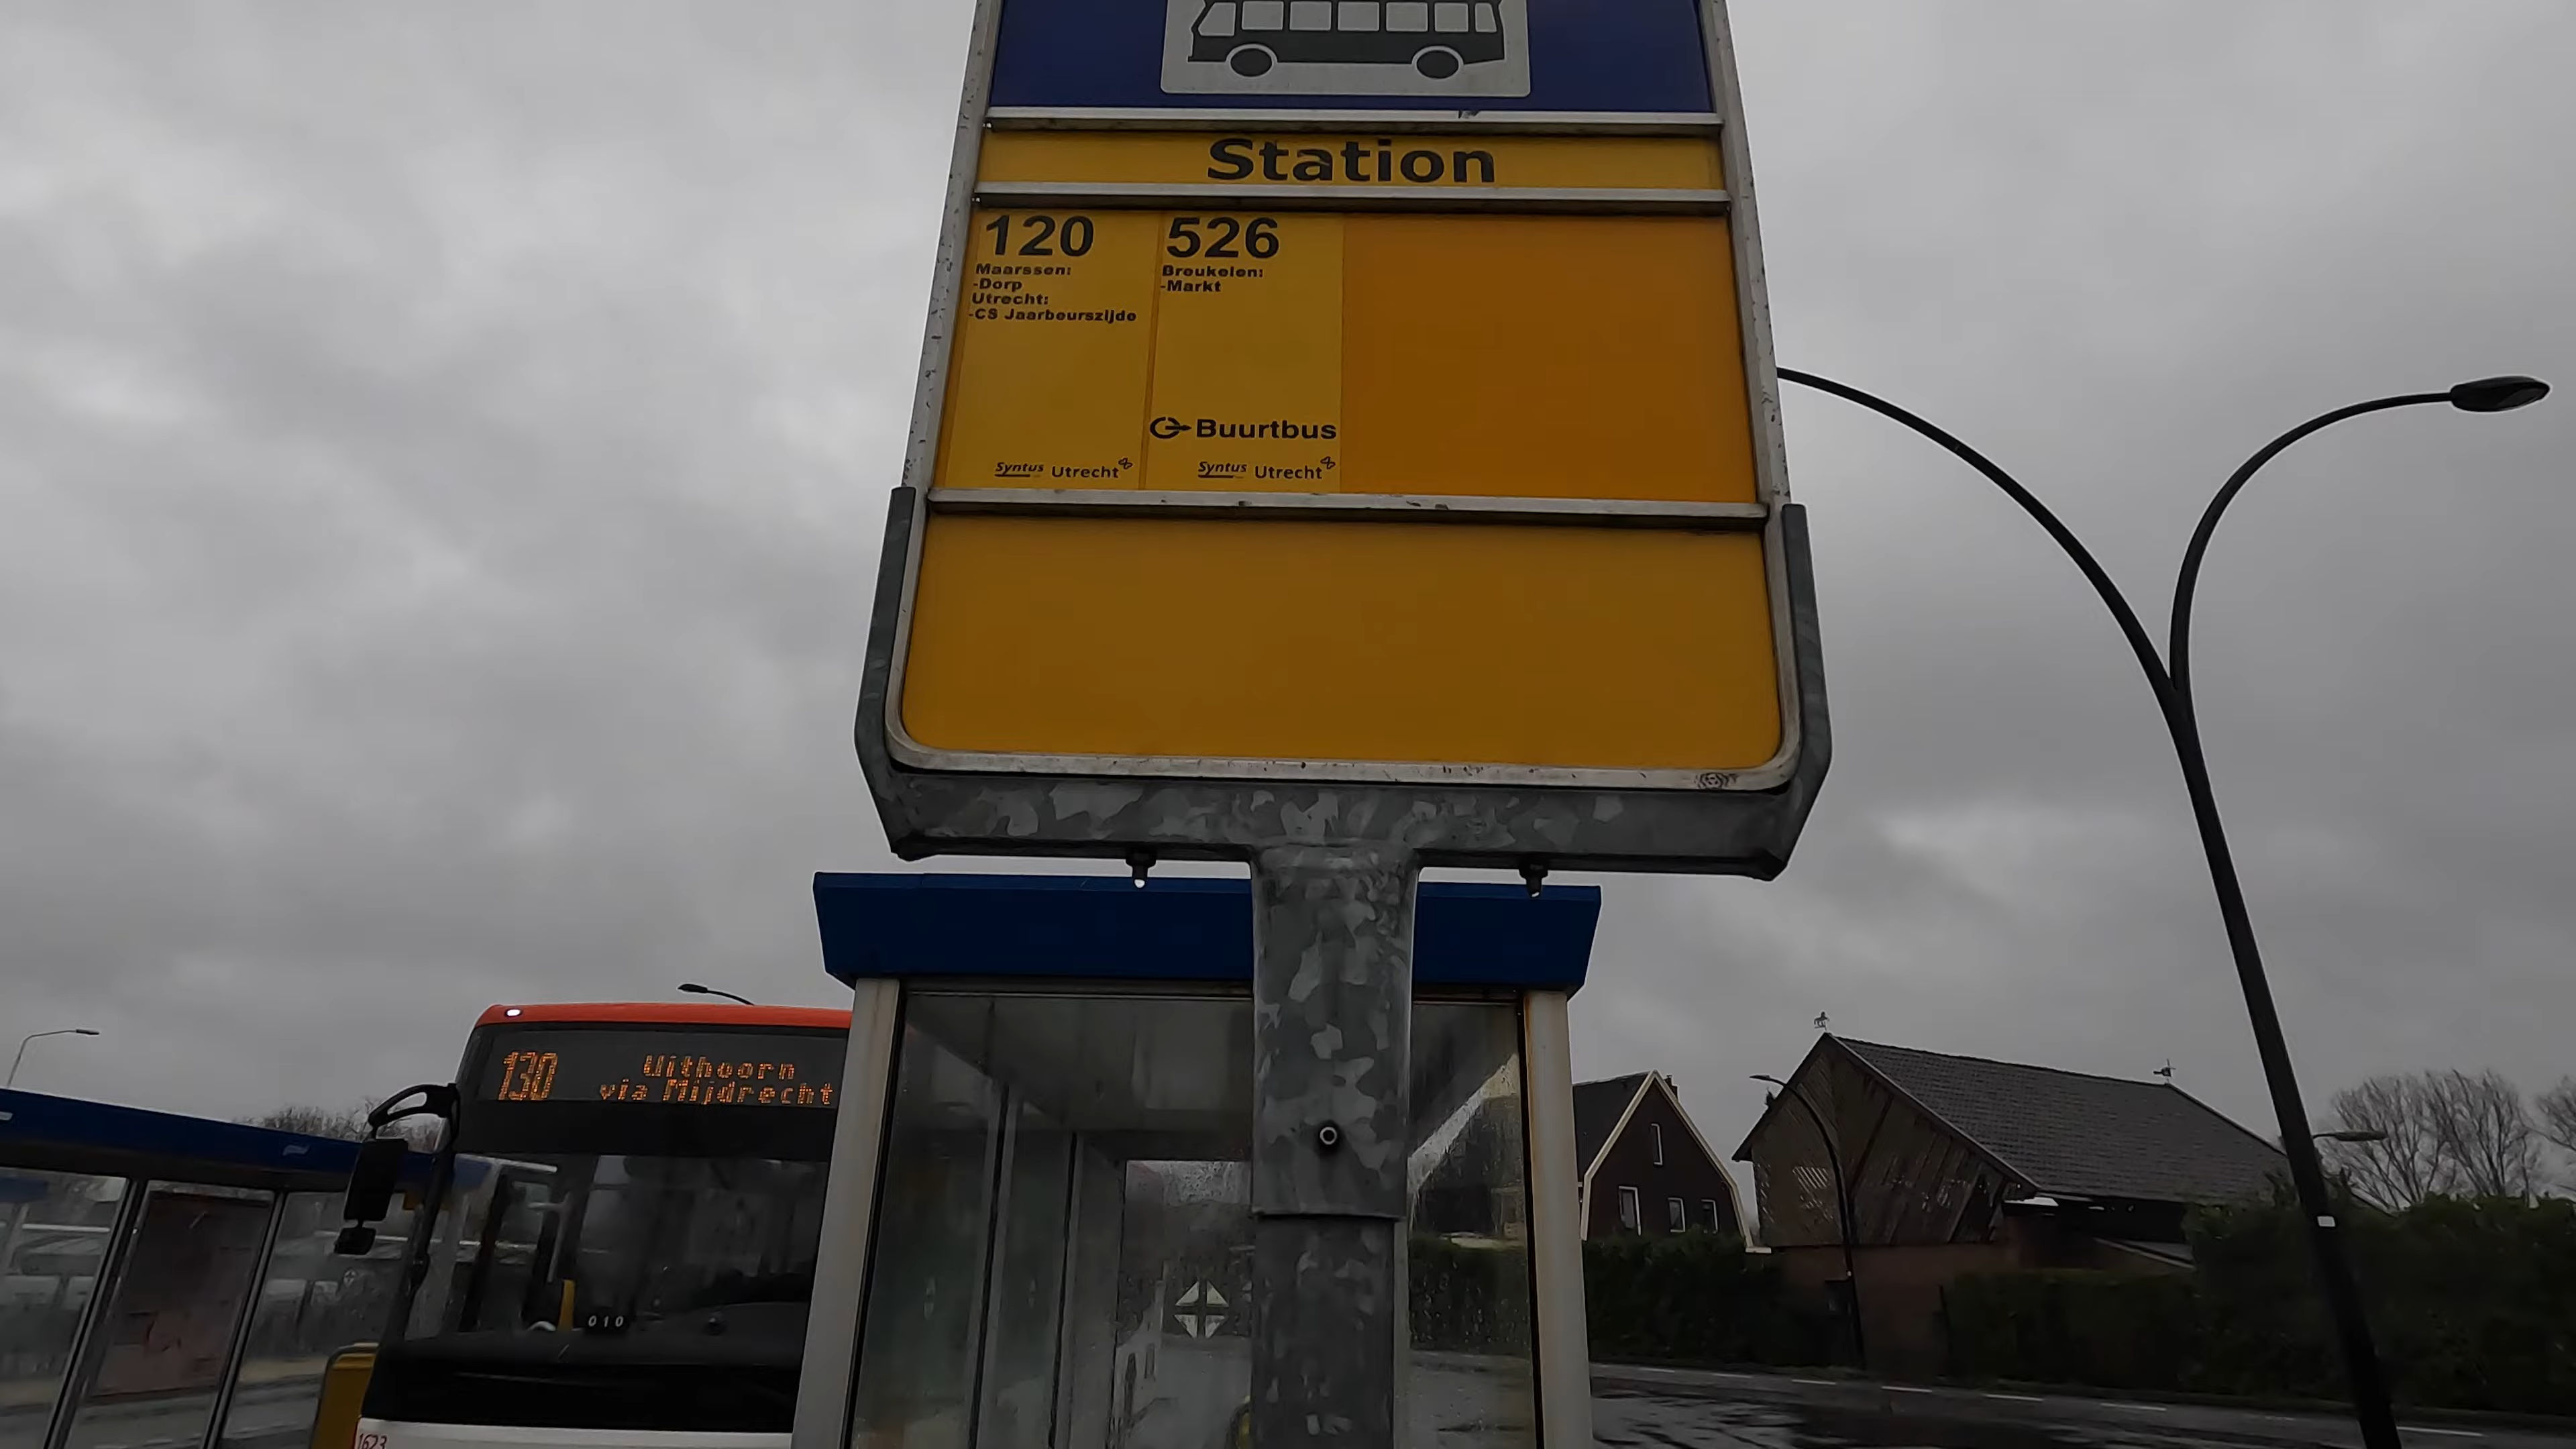 Station
120
Maarssen:
-Dorp
Utrecht:
-CS Jaarbeurszijde
Syntus Utrecht
526
Breukelen:
-Markt
Buurtbus
Syntus Utrecht
130
Uithoorn
via Mijdrecht
010
1623